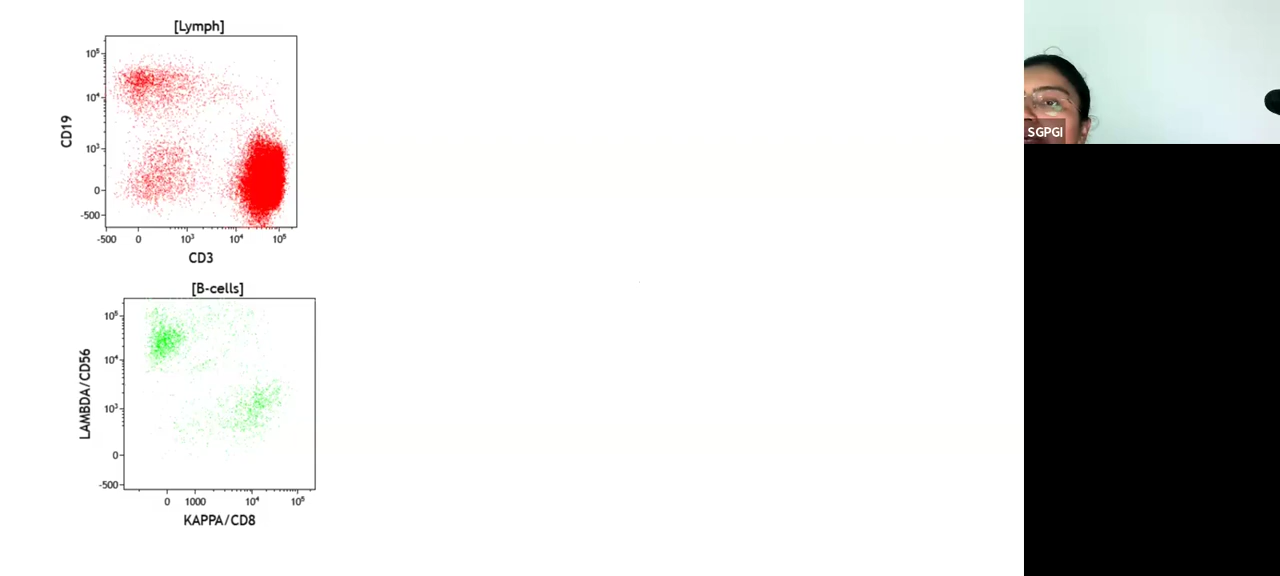 [Lymph]
10⁵
10⁴
CD19
10³
0
-500
-500 0 10³ 10⁴ 10⁵
CD3
[B-cells]
10⁵
10⁴
LAMBDA/CD56
10³
0
-500
0 1000 10⁴ 10⁵
KAPPA/CD8
SGPGI